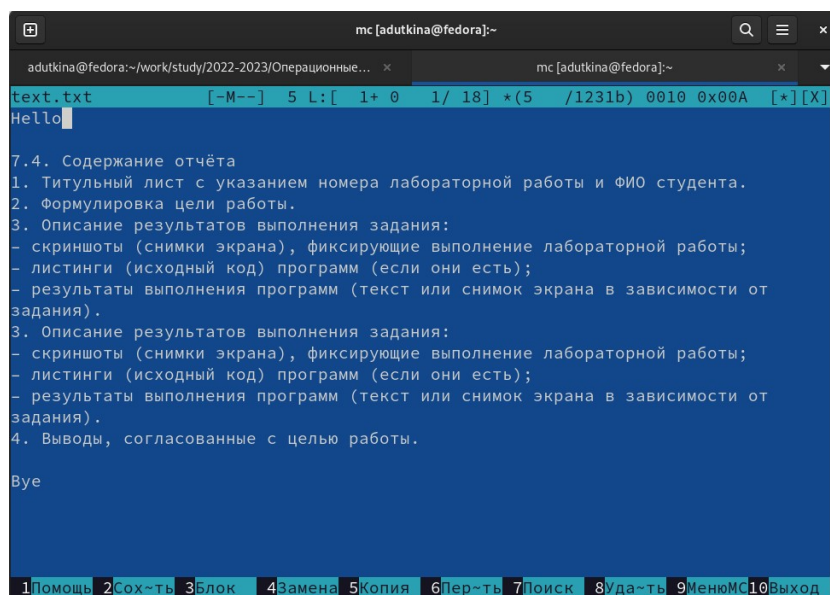 mc [adutkina@fedora]:~
adutkina@fedora:~/work/study/2022-2023/Операционные... × mc [adutkina@fedora]:~ ×
text.txt [-M--] 5 L:[ 1+ 0 1/ 18] *(5 /1231b) 0010 0x00A [*][X]
Hello
7.4. Содержание отчёта
1. Титульный лист с указанием номера лабораторной работы и ФИО студента.
2. Формулировка цели работы.
3. Описание результатов выполнения задания:
– скриншоты (снимки экрана), фиксирующие выполнение лабораторной работы;
– листинги (исходный код) программ (если они есть);
– результаты выполнения программ (текст или снимок экрана в зависимости от
задания).
3. Описание результатов выполнения задания:
– скриншоты (снимки экрана), фиксирующие выполнение лабораторной работы;
– листинги (исходный код) программ (если они есть);
– результаты выполнения программ (текст или снимок экрана в зависимости от
задания).
4. Выводы, согласованные с целью работы.
Bye
1Помощь 2Сох~ть 3Блок 4Замена 5Копия 6Пер~ть 7Поиск 8Уда~ть 9МенюМС10Выход